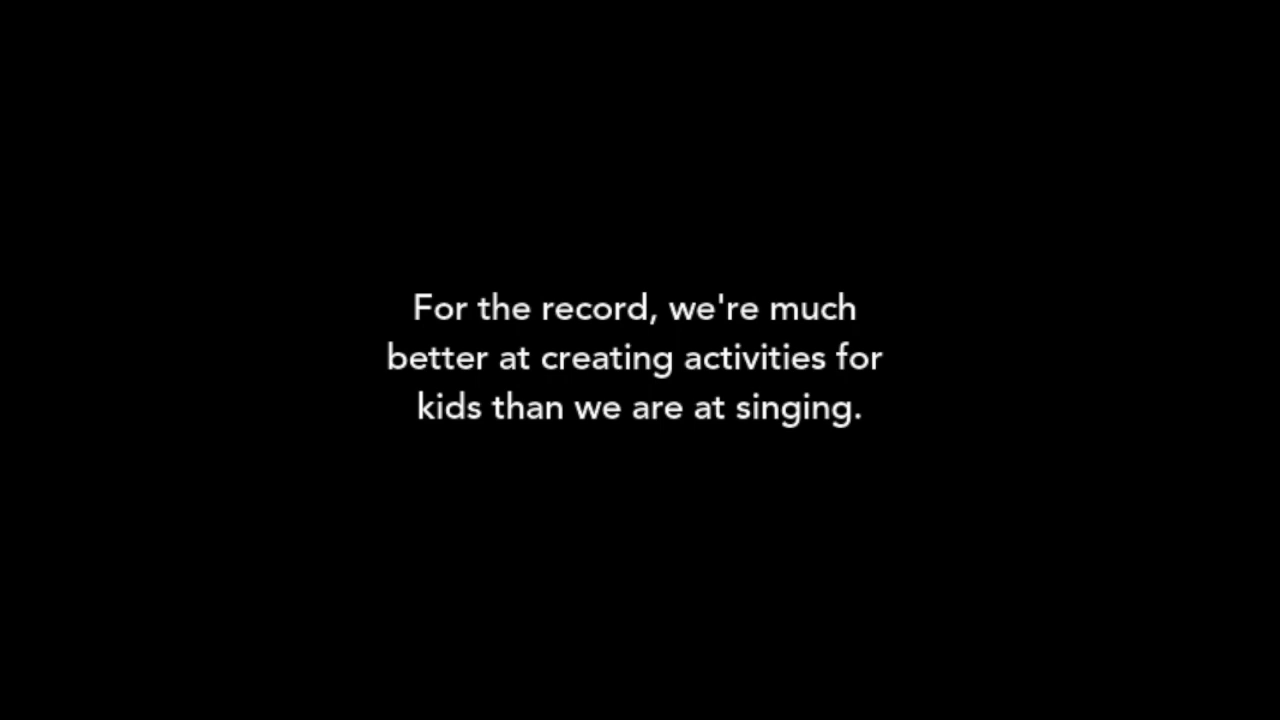 For the record, we're much
better at creating activities for
kids than we are at singing.